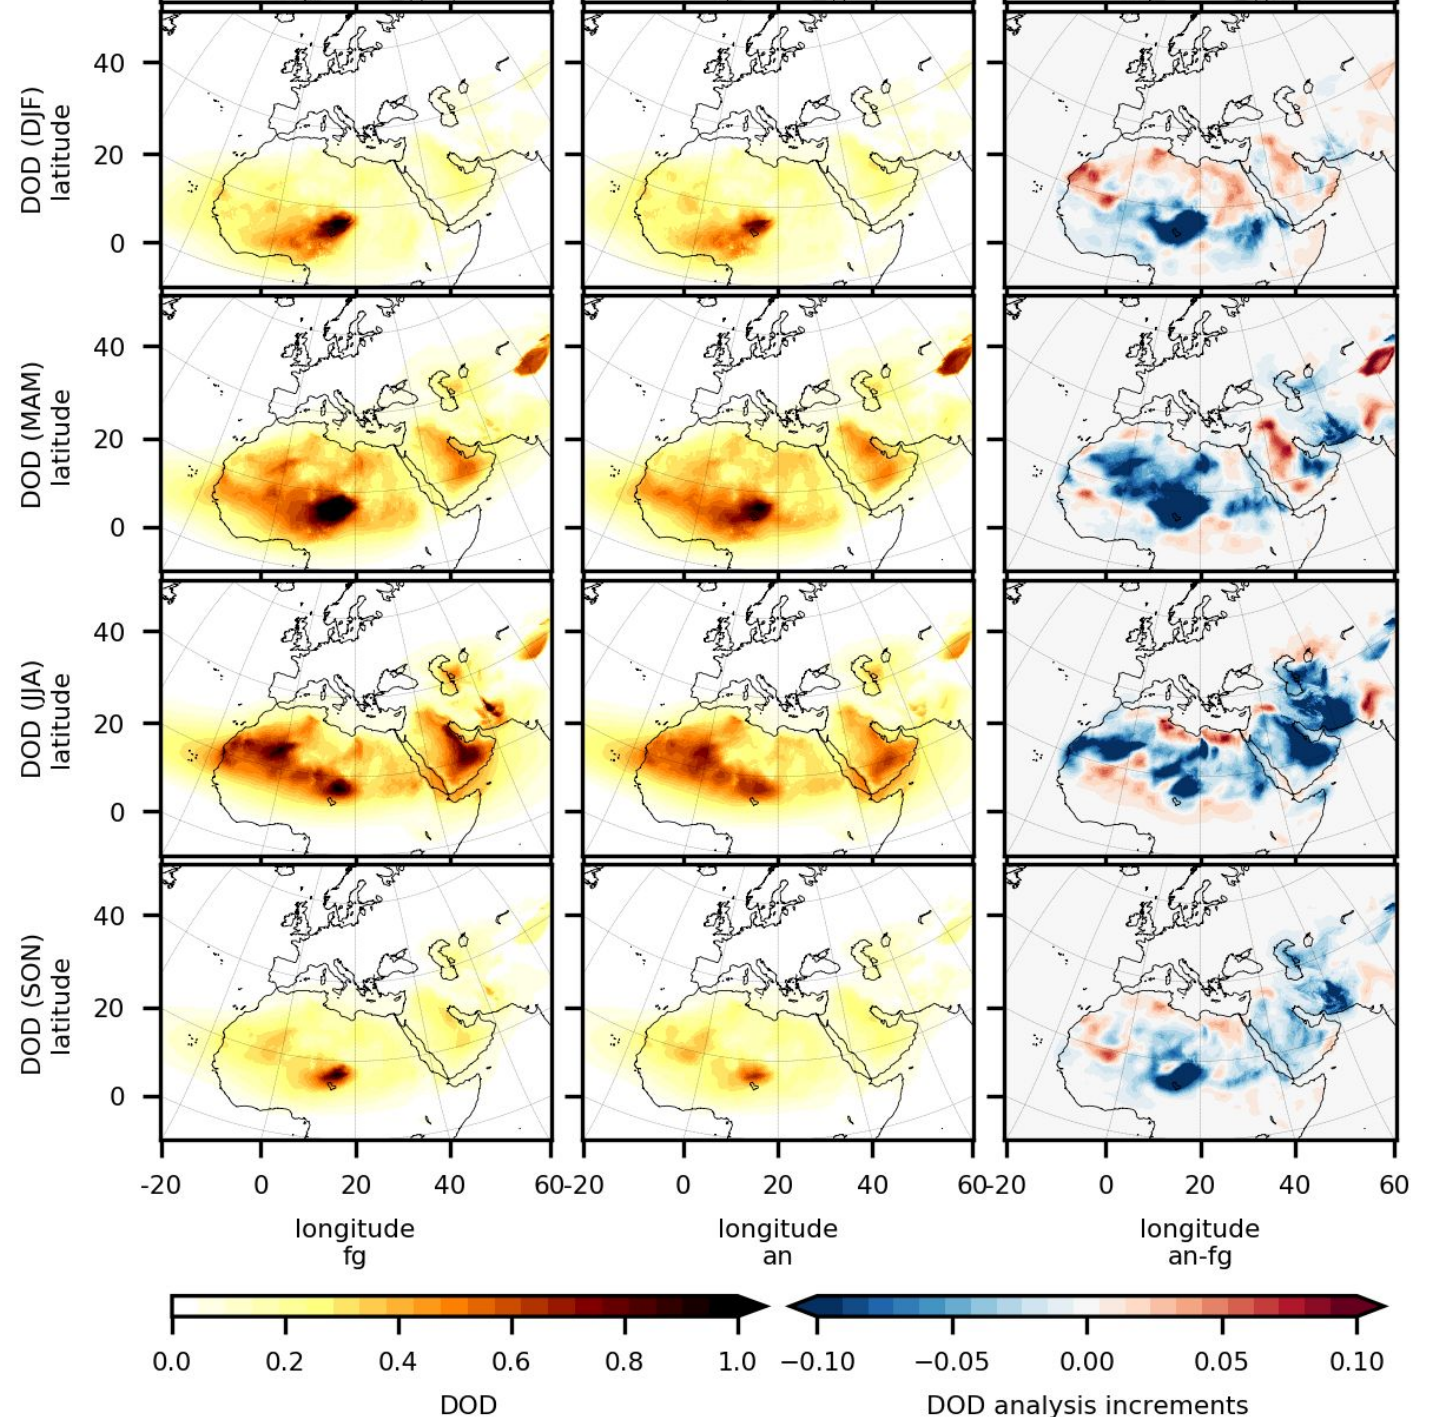 DOD (DJF)
latitude
40
20
0
DOD (MAM)
latitude
40
20
0
DOD (JJA)
latitude
40
20
0
DOD (SON)
latitude
40
20
0
-20 0 20 40 60 -20 0 20 40 60 -20 0 20 40 60
longitude longitude longitude
fg an an-fg
0.0 0.2 0.4 0.6 0.8 1.0 −0.10 −0.05 0.00 0.05 0.10
DOD DOD analysis increments